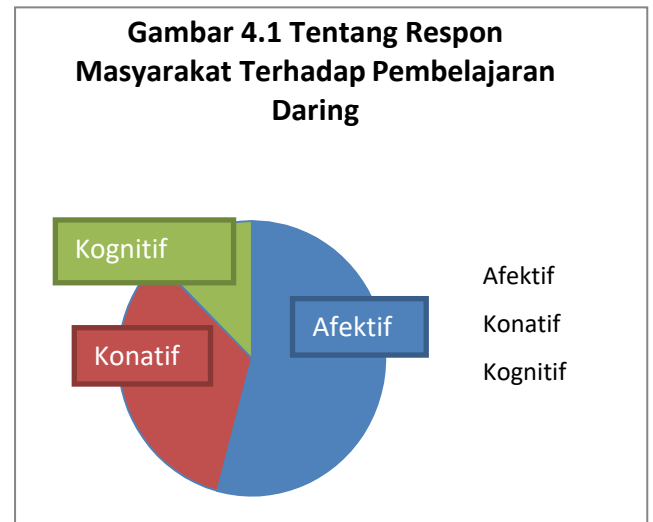 Gambar 4.1 Tentang Respon
Masyarakat Terhadap Pembelajaran
Daring
Kognitif
Afektif
Konatif
Afektif
Konatif
Kognitif